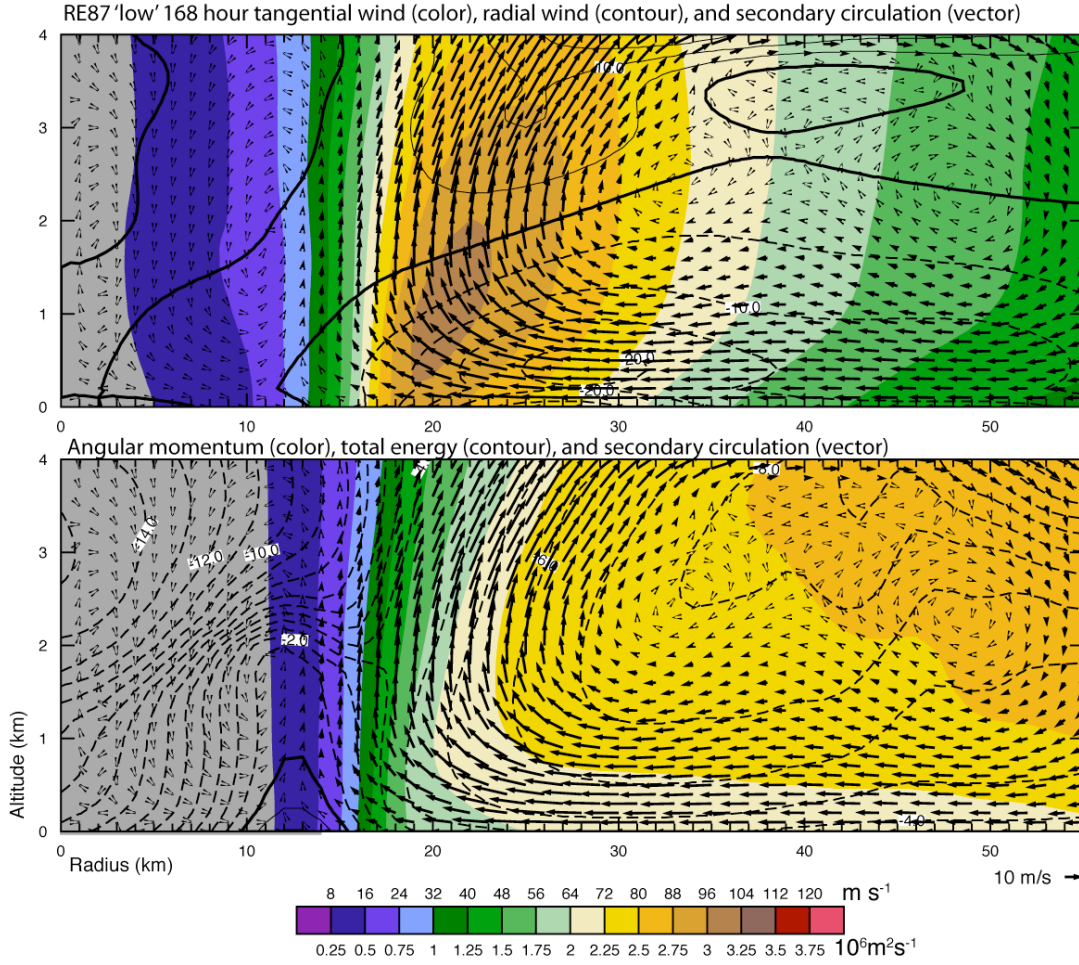 RE87 ‘low’ 168 hour tangential wind (color), radial wind (contour), and secondary circulation (vector)
4
3
2
1
0
10.0
-10.0
-20.0
-20.0
0 10 20 30 40 50
Angular momentum (color), total energy (contour), and secondary circulation (vector)
4
3
2
1
0
Altitude (km)
-8.0
-14.0
-12.0
-10.0
-2.0
-4.0
0 10 20 30 40 50
Radius (km)
10 m/s
8 16 24 32 40 48 56 64 72 80 88 96 104 112 120 m s⁻¹
0.25 0.5 0.75 1 1.25 1.5 1.75 2 2.25 2.5 2.75 3 3.25 3.5 3.75 10⁶m²s⁻¹